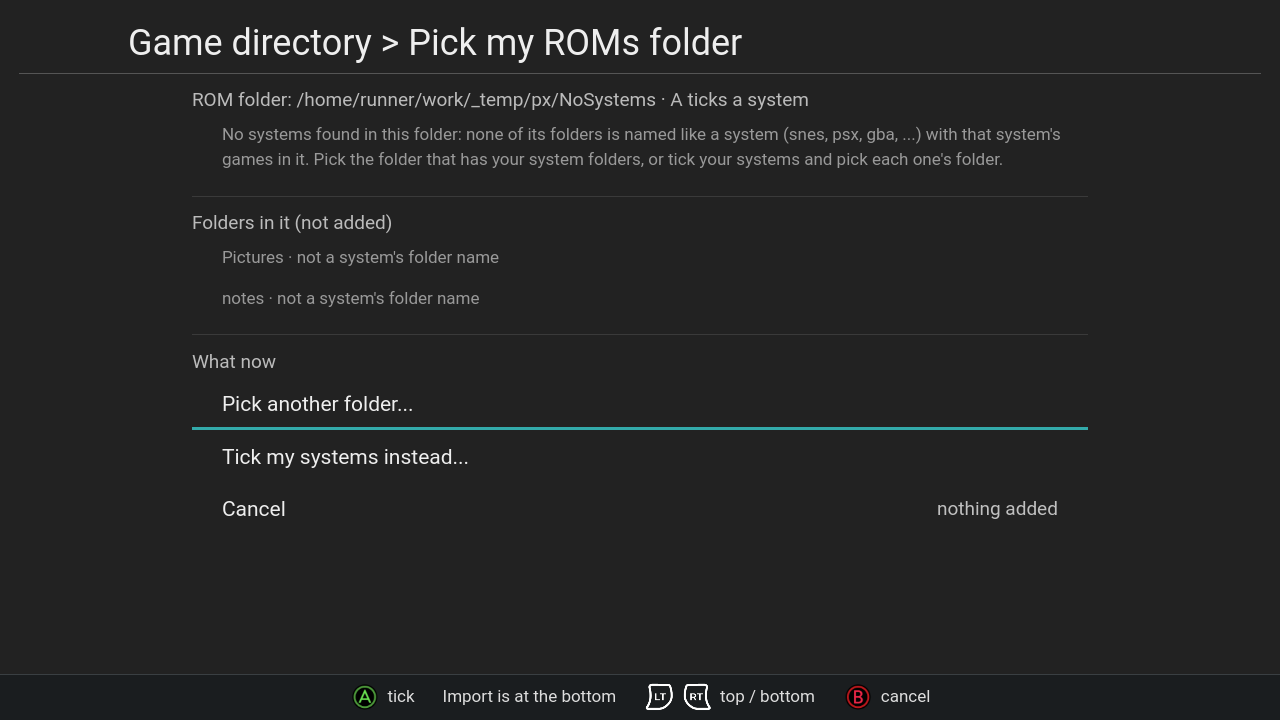 Game directory > Pick my ROMs folder
ROM folder: /home/runner/work/_temp/px/NoSystems · A ticks a system
No systems found in this folder: none of its folders is named like a system (snes, psx, gba, ...) with that system's
games in it. Pick the folder that has your system folders, or tick your systems and pick each one's folder.
Folders in it (not added)
Pictures · not a system's folder name
notes · not a system's folder name
What now
Pick another folder...
Tick my systems instead...
Cancel nothing added
A tick Import is at the bottom LT RT top / bottom B cancel